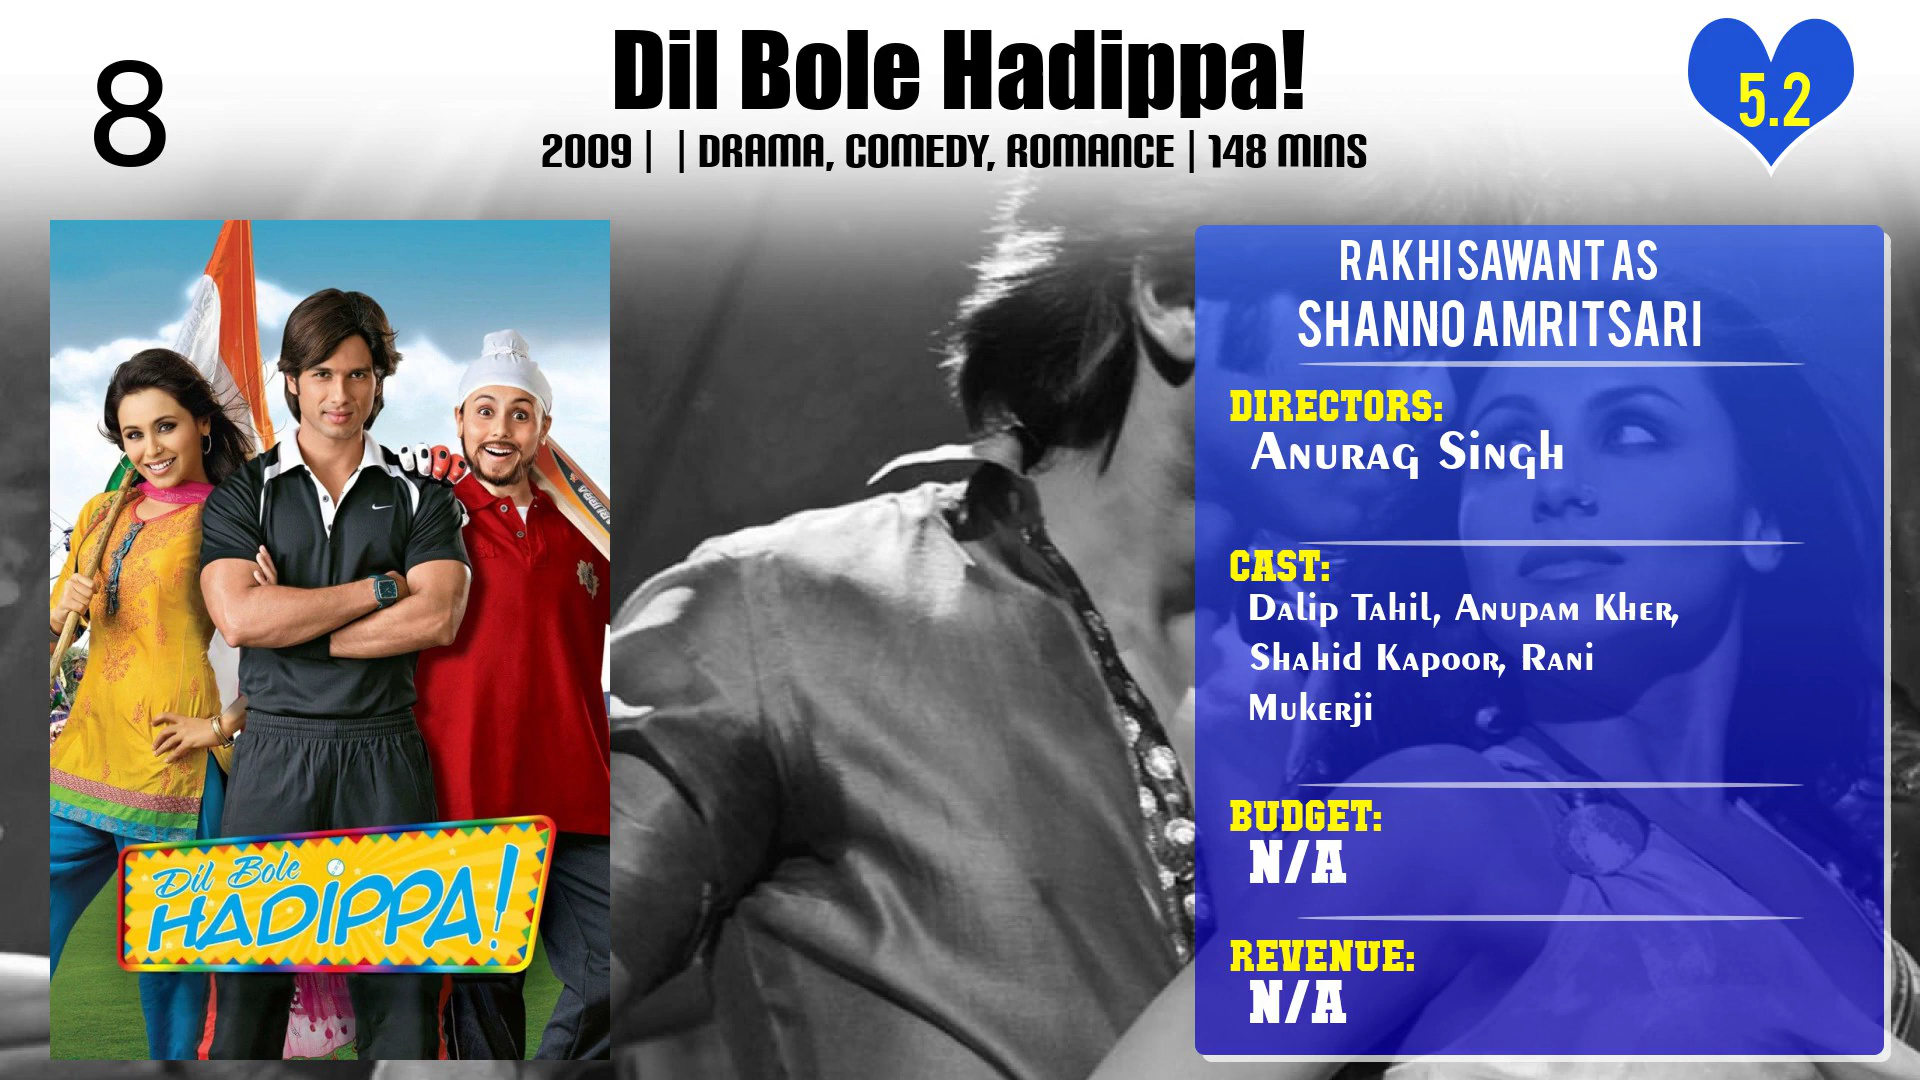 8
Dil Bole Hadippa!
2009 | | DRAMA, COMEDY, ROMANCE | 148 MINS
5.2
Dil Bole
HADIPPA!
RAKHI SAWANT AS
SHANNO AMRITSARI
DIRECTORS:
Anurag Singh
CAST:
Dalip Tahil, Anupam Kher,
Shahid Kapoor, Rani
Mukerji
BUDGET:
N/A
REVENUE:
N/A